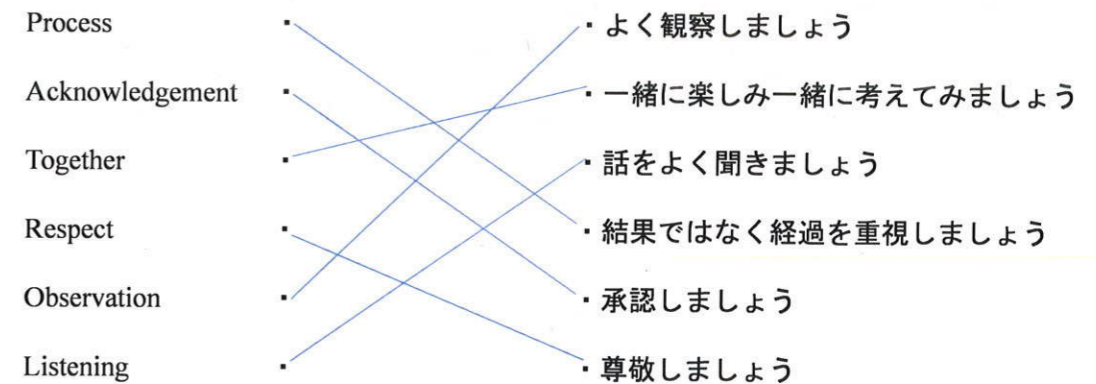 Process ・ ・よく観察しましょう
Acknowledgement ・ ・一緒に楽しみ一緒に考えてみましょう
Together ・ ・話をよく聞きましょう
Respect ・ ・結果ではなく経過を重視しましょう
Observation ・ ・承認しましょう
Listening ・ ・尊敬しましょう